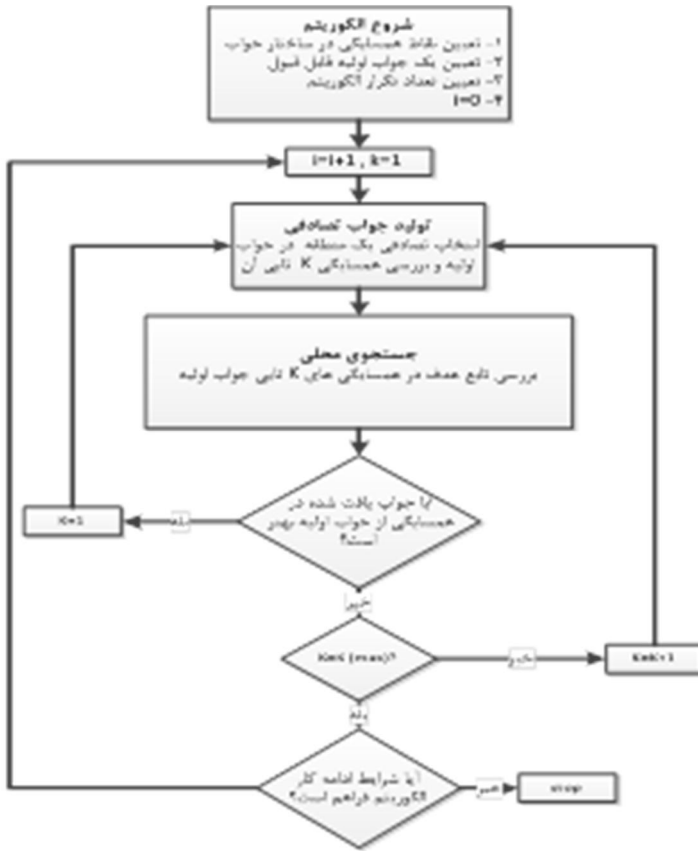 شروع الگوریتم
۱- تعیین نقاط همسایگی در ساختار جواب
۲- تعیین یک جواب اولیه قابل قبول
۳- تعیین تعداد تکرار الگوریتم
۴- i=0
i=i+1 , k=1
تولید جواب تصادفی
انتخاب تصادفی یک منطقه در جواب
اولیه و بررسی همسایگی K تایی آن
جستجوی محلی
بررسی تابع هدف در همسایگی های K تایی جواب اولیه
آیا جواب یافت شده در
همسایگی از جواب اولیه بهتر
است؟
بله
K=1
خیر
K=K(max)?
خیر
K=K+1
بله
آیا شرایط ادامه کار
الگوریتم فراهم است؟
خیر
stop